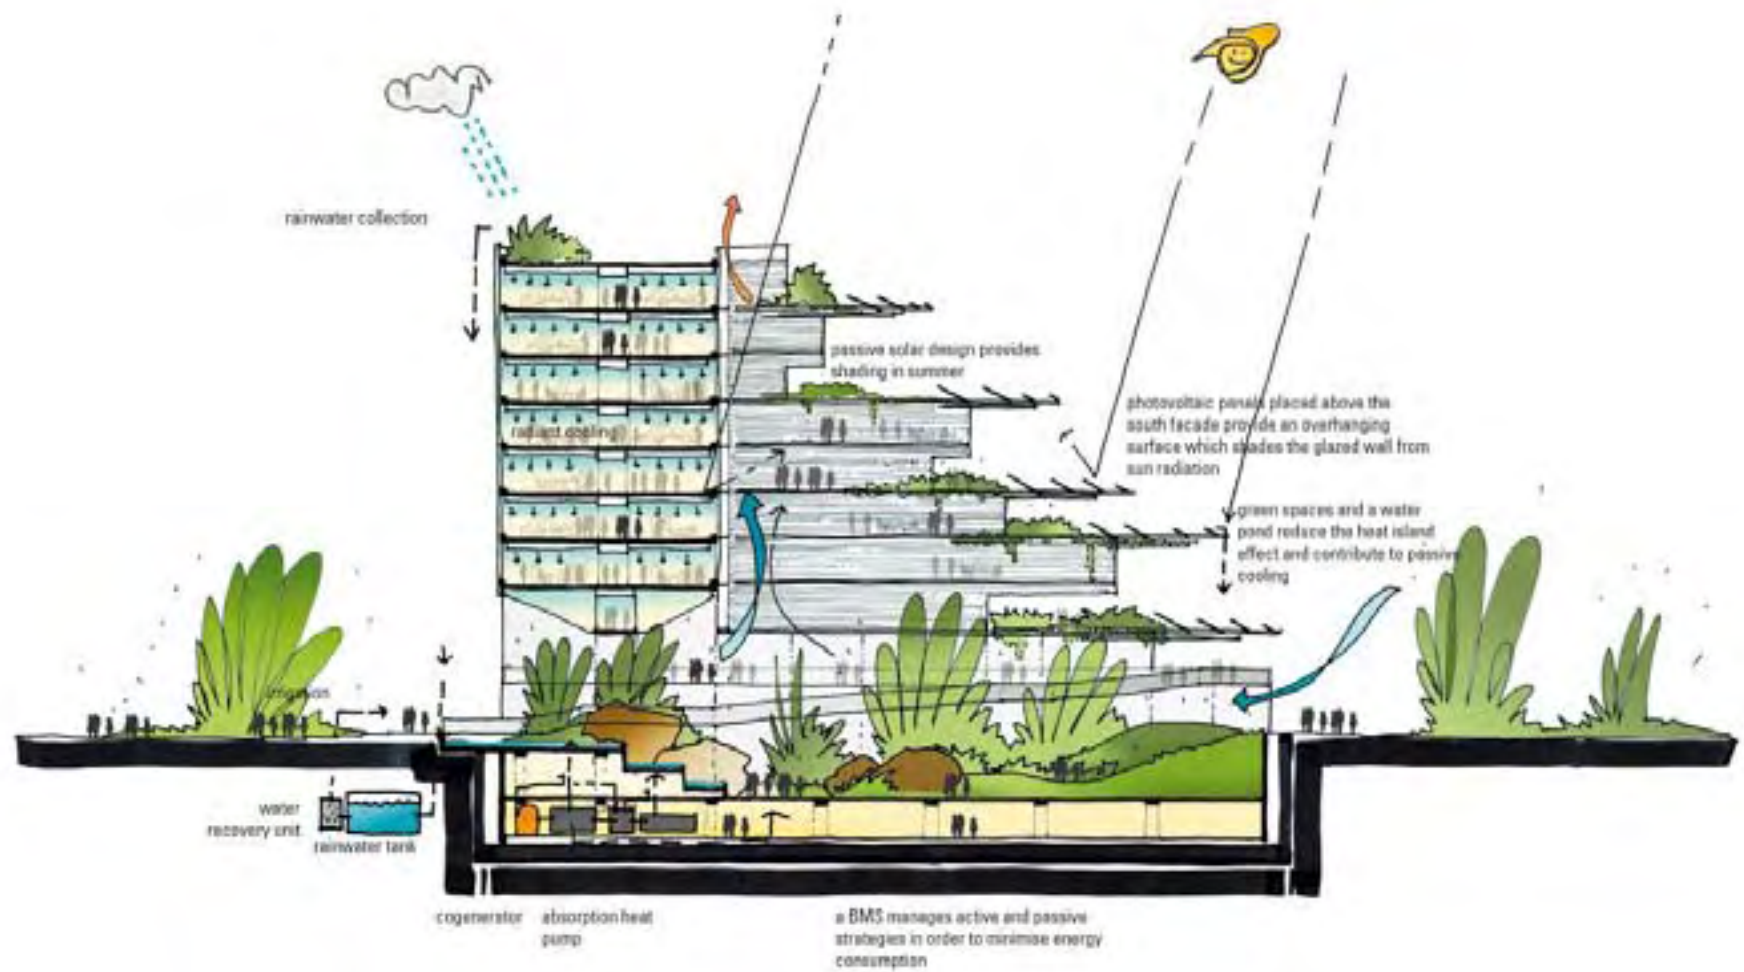 rainwater collection
passive solar design provides
shading in summer
radiant cooling
photovoltaic panels placed above the
south facade provide an overhanging
surface which shades the glazed wall from
sun radiation
green spaces and a water
pond reduce the heat island
effect and contribute to passive
cooling
irrigation
water
recovery unit
rainwater tank
cogenerator
absorption heat
pump
a BMS manages active and passive
strategies in order to minimise energy
consumption